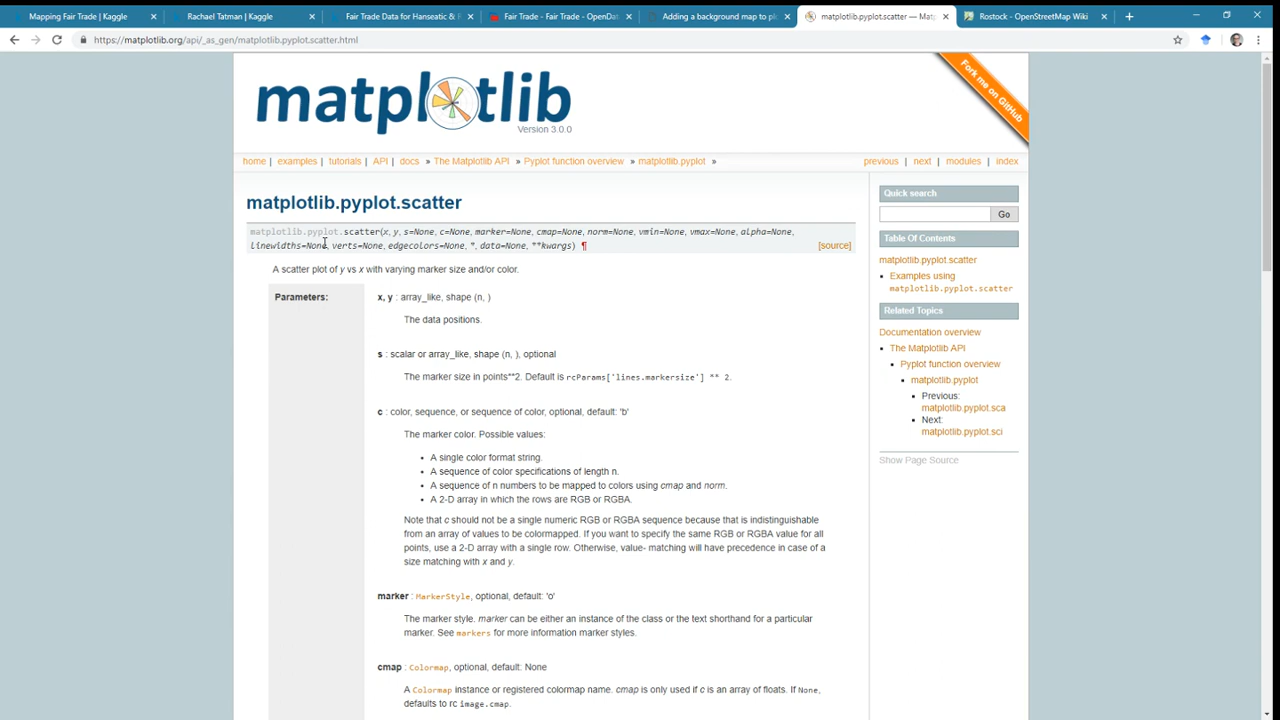 Mapping Fair Trade | Kaggle
Rachael Tatman | Kaggle
Fair Trade Data for Hanseatic & F
Fair Trade - Fair Trade - OpenDat
Adding a background map to plo
matplotlib.pyplot.scatter — Mat
Rostock - OpenStreetMap Wiki
https://matplotlib.org/api/_as_gen/matplotlib.pyplot.scatter.html
matplotlib
Version 3.0.0
Fork me on GitHub
home | examples | tutorials | API | docs » The Matplotlib API » Pyplot function overview » matplotlib.pyplot »
previous | next | modules | index
matplotlib.pyplot.scatter
matplotlib.pyplot.scatter(x, y, s=None, c=None, marker=None, cmap=None, norm=None, vmin=None, vmax=None, alpha=None,
linewidths=None, verts=None, edgecolors=None, *, data=None, **kwargs) ¶ [source]
A scatter plot of y vs x with varying marker size and/or color.
Parameters:
x, y : array_like, shape (n, )
The data positions.
s : scalar or array_like, shape (n, ), optional
The marker size in points**2. Default is rcParams['lines.markersize'] ** 2.
c : color, sequence, or sequence of color, optional, default: 'b'
The marker color. Possible values:
• A single color format string.
• A sequence of color specifications of length n.
• A sequence of n numbers to be mapped to colors using cmap and norm.
• A 2-D array in which the rows are RGB or RGBA.
Note that c should not be a single numeric RGB or RGBA sequence because that is indistinguishable
from an array of values to be colormapped. If you want to specify the same RGB or RGBA value for all
points, use a 2-D array with a single row. Otherwise, value- matching will have precedence in case of a
size matching with x and y.
marker : MarkerStyle, optional, default: 'o'
The marker style. marker can be either an instance of the class or the text shorthand for a particular
marker. See markers for more information marker styles.
cmap : Colormap, optional, default: None
A Colormap instance or registered colormap name. cmap is only used if c is an array of floats. If None,
defaults to rc image.cmap.
Quick search
Go
Table Of Contents
matplotlib.pyplot.scatter
• Examples using
matplotlib.pyplot.scatter
Related Topics
Documentation overview
• The Matplotlib API
• Pyplot function overview
• matplotlib.pyplot
• Previous:
matplotlib.pyplot.sca
• Next:
matplotlib.pyplot.sci
Show Page Source